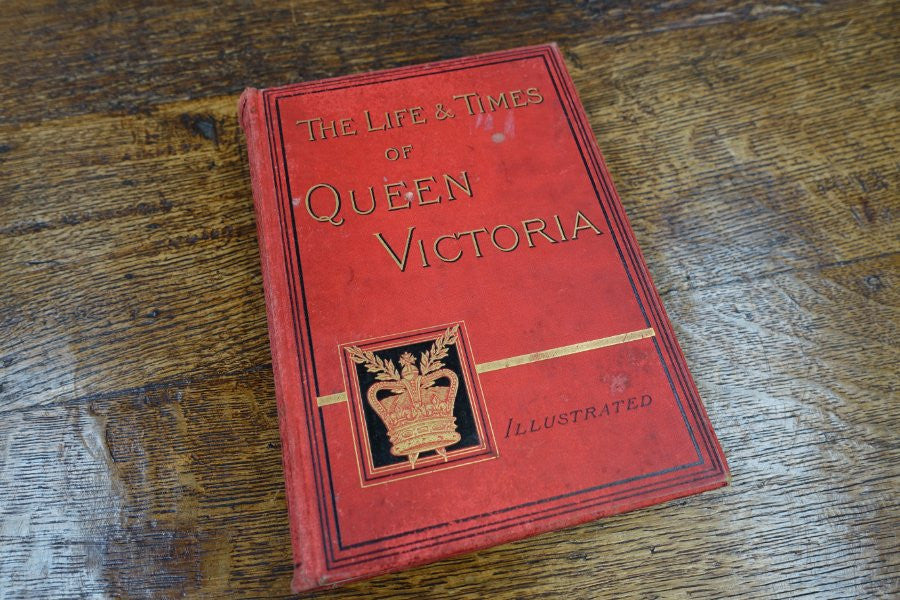 THE LIFE & TIMES
OF
QUEEN
VICTORIA
ILLUSTRATED